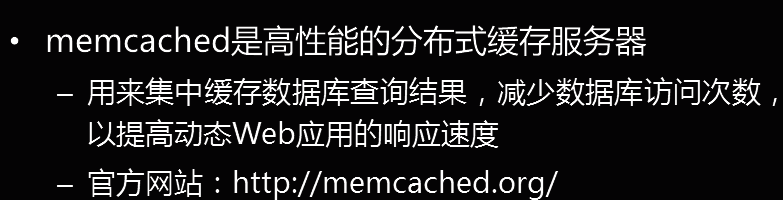 • memcached是高性能的分布式缓存服务器
– 用来集中缓存数据库查询结果，减少数据库访问次数，
以提高动态Web应用的响应速度
– 官方网站：http://memcached.org/